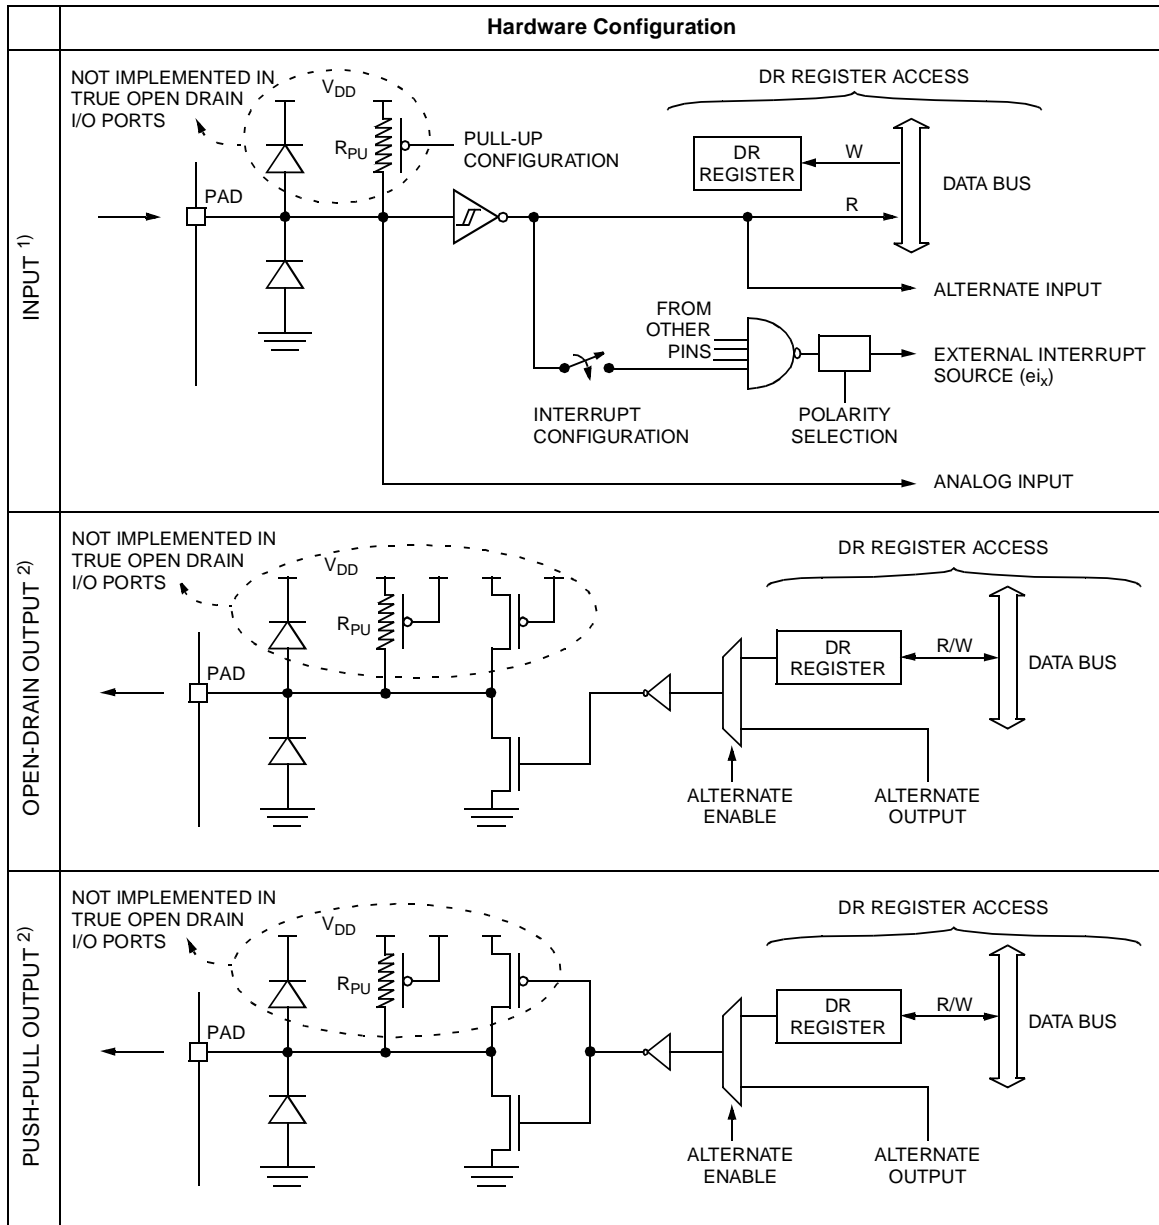 Hardware Configuration
INPUT 1)
NOT IMPLEMENTED IN
TRUE OPEN DRAIN
I/O PORTS
VDD
RPU
PULL-UP
CONFIGURATION
PAD
DR REGISTER ACCESS
DR
REGISTER
W
R
DATA BUS
ALTERNATE INPUT
FROM
OTHER
PINS
EXTERNAL INTERRUPT
SOURCE (eix)
INTERRUPT
CONFIGURATION
POLARITY
SELECTION
ANALOG INPUT
OPEN-DRAIN OUTPUT 2)
NOT IMPLEMENTED IN
TRUE OPEN DRAIN
I/O PORTS
VDD
RPU
PAD
DR REGISTER ACCESS
DR
REGISTER
R/W
DATA BUS
ALTERNATE
ENABLE
ALTERNATE
OUTPUT
PUSH-PULL OUTPUT 2)
NOT IMPLEMENTED IN
TRUE OPEN DRAIN
I/O PORTS
VDD
RPU
PAD
DR REGISTER ACCESS
DR
REGISTER
R/W
DATA BUS
ALTERNATE
ENABLE
ALTERNATE
OUTPUT